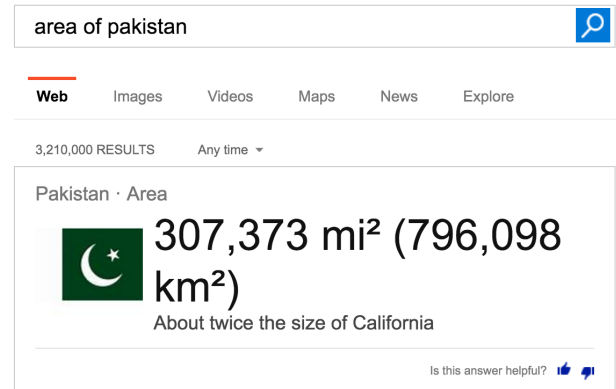 area of pakistan
Web Images Videos Maps News Explore
3,210,000 RESULTS Any time
Pakistan · Area
307,373 mi² (796,098
km²)
About twice the size of California
Is this answer helpful?